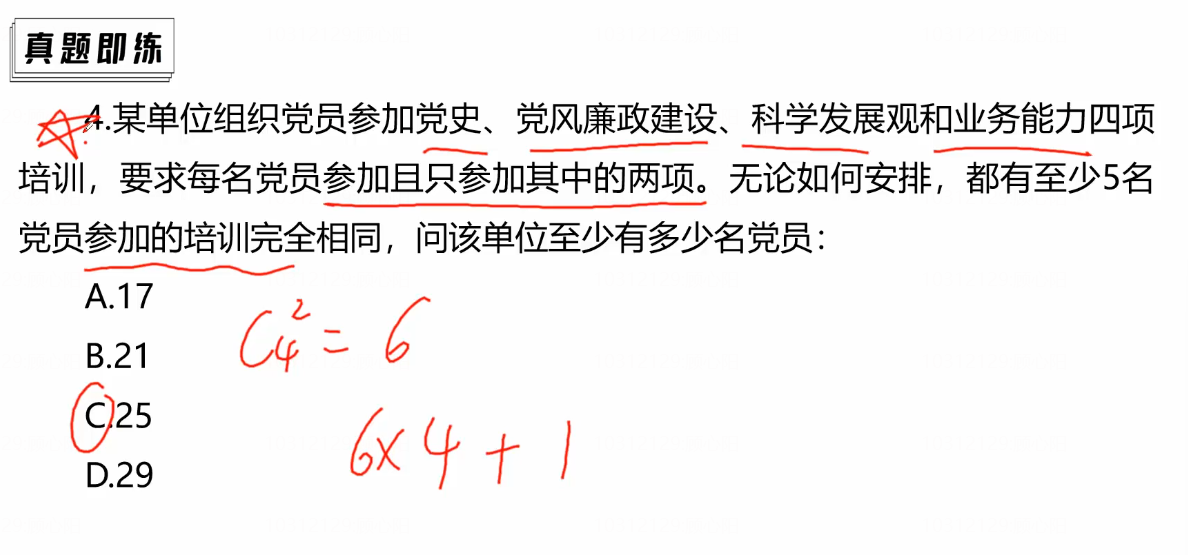 真题即练
4.某单位组织党员参加党史、党风廉政建设、科学发展观和业务能力四项
培训，要求每名党员参加且只参加其中的两项。无论如何安排，都有至少5名
党员参加的培训完全相同，问该单位至少有多少名党员：
A.17
B.21
C.25
D.29
C₄² = 6
6×4+1